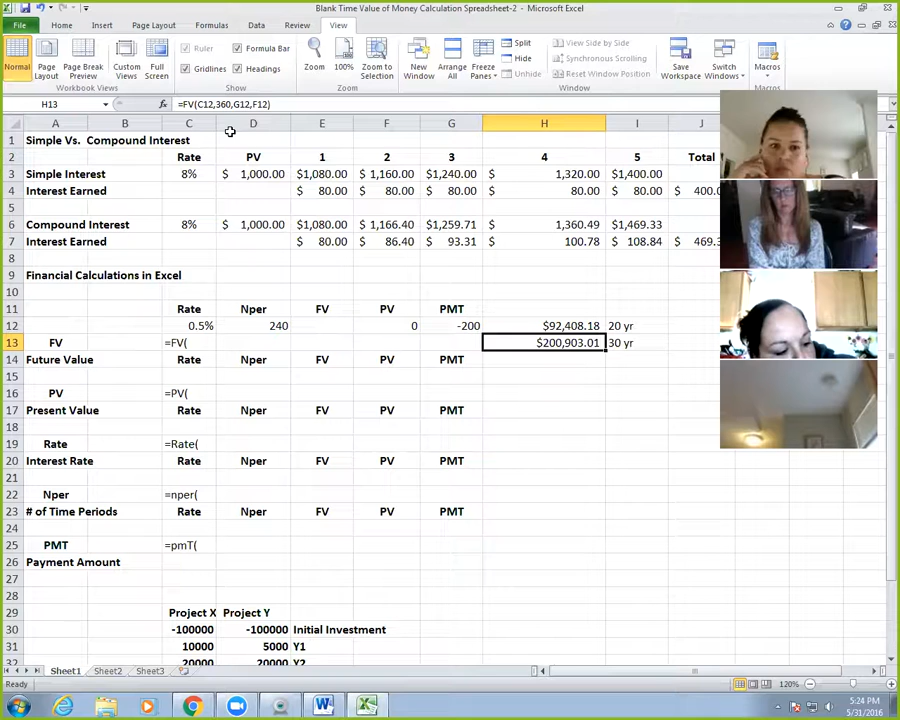 Blank Time Value of Money Calculation Spreadsheet-2 - Microsoft Excel
File Home Insert Page Layout Formulas Data Review View
Normal Page Layout Page Break Preview Custom Views Full Screen
Ruler Formula Bar
Gridlines Headings
Zoom 100% Zoom to Selection
New Window Arrange All Freeze Panes
Split
Hide
Unhide
View Side by Side
Synchronous Scrolling
Reset Window Position
Save Workspace Switch Windows Macros
Workbook Views Show Zoom Window Macros
H13 fx =FV(C12,360,G12,F12)
A B C D E F G H I J
1 Simple Vs. Compound Interest
2 Rate PV 1 2 3 4 5 Total
3 Simple Interest 8% $ 1,000.00 $1,080.00 $ 1,160.00 $1,240.00 $ 1,320.00 $1,400.00
4 Interest Earned $ 80.00 $ 80.00 $ 80.00 $ 80.00 $ 80.00 $ 400.
5
6 Compound Interest 8% $ 1,000.00 $1,080.00 $ 1,166.40 $1,259.71 $ 1,360.49 $1,469.33
7 Interest Earned $ 80.00 $ 86.40 $ 93.31 $ 100.78 $ 108.84 $ 469.
8
9 Financial Calculations in Excel
10
11 Rate Nper FV PV PMT
12 0.5% 240 0 -200 $92,408.18 20 yr
13 FV =FV( $200,903.01 30 yr
14 Future Value Rate Nper FV PV PMT
15
16 PV =PV(
17 Present Value Rate Nper FV PV PMT
18
19 Rate =Rate(
20 Interest Rate Rate Nper FV PV PMT
21
22 Nper =nper(
23 # of Time Periods Rate Nper FV PV PMT
24
25 PMT =pmT(
26 Payment Amount
27
28
29 Project X Project Y
30 -100000 -100000 Initial Investment
31 10000 5000 Y1
32 20000 20000 Y2
Sheet1 Sheet2 Sheet3
Ready 120%
5:24 PM
5/31/2016